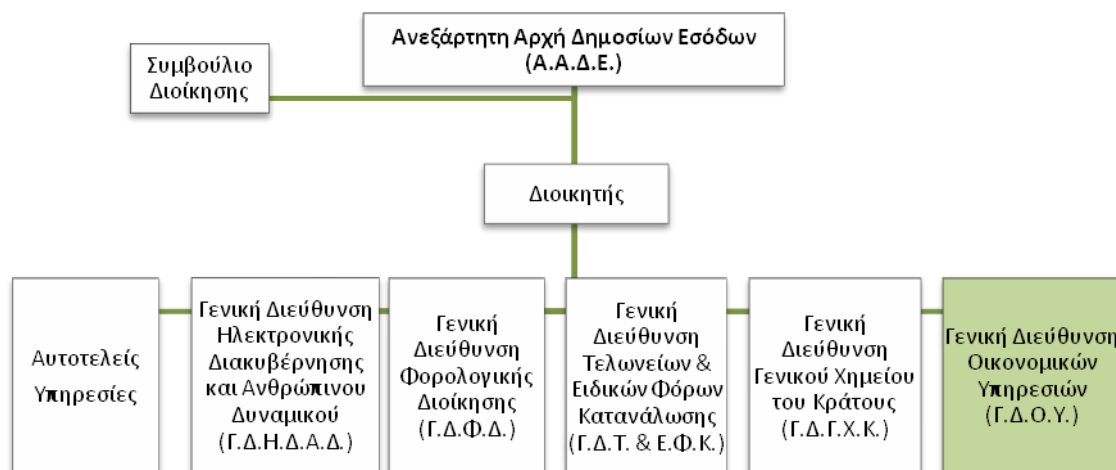 Ανεξάρτητη Αρχή Δημοσίων Εσόδων
(Α.Α.Δ.Ε.)
Συμβούλιο
Διοίκησης
Διοικητής
Αυτοτελείς
Υπηρεσίες
Γενική Διεύθυνση
Ηλεκτρονικής
Διακυβέρνησης
και Ανθρώπινου
Δυναμικού
(Γ.Δ.Η.Δ.Α.Δ.)
Γενική
Διεύθυνση
Φορολογικής
Διοίκησης
(Γ.Δ.Φ.Δ.)
Γενική
Διεύθυνση
Τελωνείων &
Ειδικών Φόρων
Κατανάλωσης
(Γ.Δ.Τ. & Ε.Φ.Κ.)
Γενική
Διεύθυνση
Γενικού Χημείου
του Κράτους
(Γ.Δ.Γ.Χ.Κ.)
Γενική Διεύθυνση
Οικονομικών
Υπηρεσιών
(Γ.Δ.Ο.Υ.)